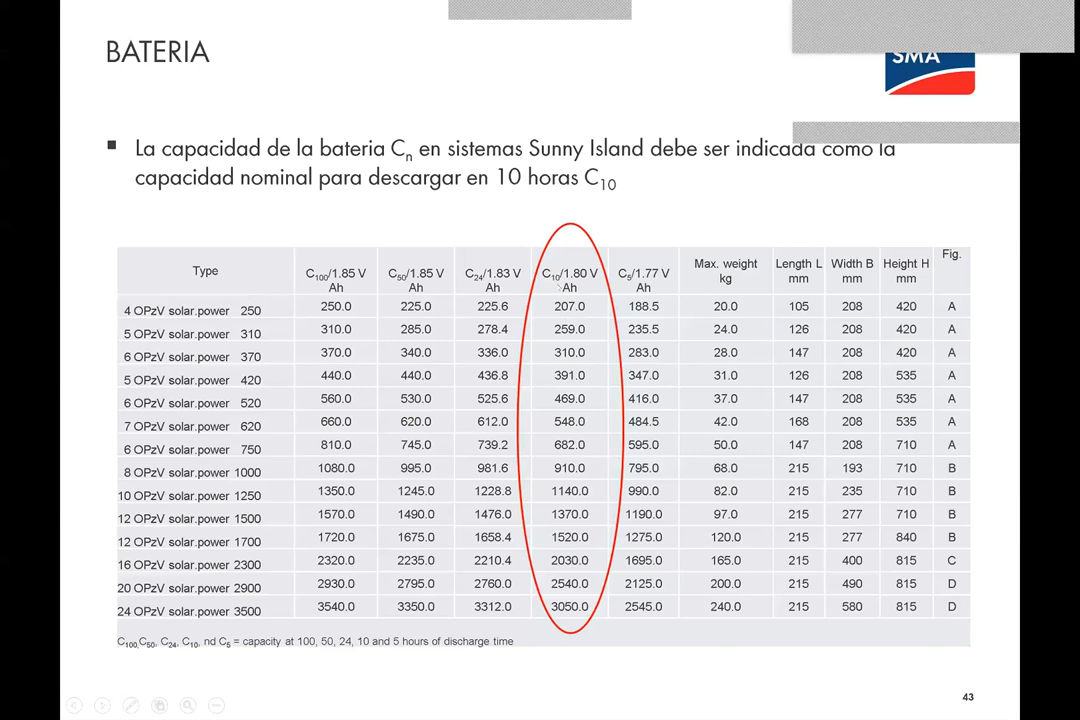 BATERIA
SMA
La capacidad de la bateria Cn en sistemas Sunny Island debe ser indicada como la
capacidad nominal para descargar en 10 horas C10
Type C100/1.85 V Ah C50/1.85 V Ah C24/1.83 V Ah C10/1.80 V Ah C5/1.77 V Ah Max. weight kg Length L mm Width B mm Height H mm Fig.
4 OPzV solar.power 250 250.0 225.0 225.6 207.0 188.5 20.0 105 208 420 A
5 OPzV solar.power 310 310.0 285.0 278.4 259.0 235.5 24.0 126 208 420 A
6 OPzV solar.power 370 370.0 340.0 336.0 310.0 283.0 28.0 147 208 420 A
5 OPzV solar.power 420 440.0 440.0 436.8 391.0 347.0 31.0 126 208 535 A
6 OPzV solar.power 520 560.0 530.0 525.6 469.0 416.0 37.0 147 208 535 A
7 OPzV solar.power 620 660.0 620.0 612.0 548.0 484.5 42.0 168 208 535 A
6 OPzV solar.power 750 810.0 745.0 739.2 682.0 595.0 50.0 147 208 710 A
8 OPzV solar.power 1000 1080.0 995.0 981.6 910.0 795.0 68.0 215 193 710 B
10 OPzV solar.power 1250 1350.0 1245.0 1228.8 1140.0 990.0 82.0 215 235 710 B
12 OPzV solar.power 1500 1570.0 1490.0 1476.0 1370.0 1190.0 97.0 215 277 710 B
12 OPzV solar.power 1700 1720.0 1675.0 1658.4 1520.0 1275.0 120.0 215 277 840 B
16 OPzV solar.power 2300 2320.0 2235.0 2210.4 2030.0 1695.0 165.0 215 400 815 C
20 OPzV solar.power 2900 2930.0 2795.0 2760.0 2540.0 2125.0 200.0 215 490 815 D
24 OPzV solar.power 3500 3540.0 3350.0 3312.0 3050.0 2545.0 240.0 215 580 815 D
C100,C50, C24, C10, nd C5 = capacity at 100, 50, 24, 10 and 5 hours of discharge time
43